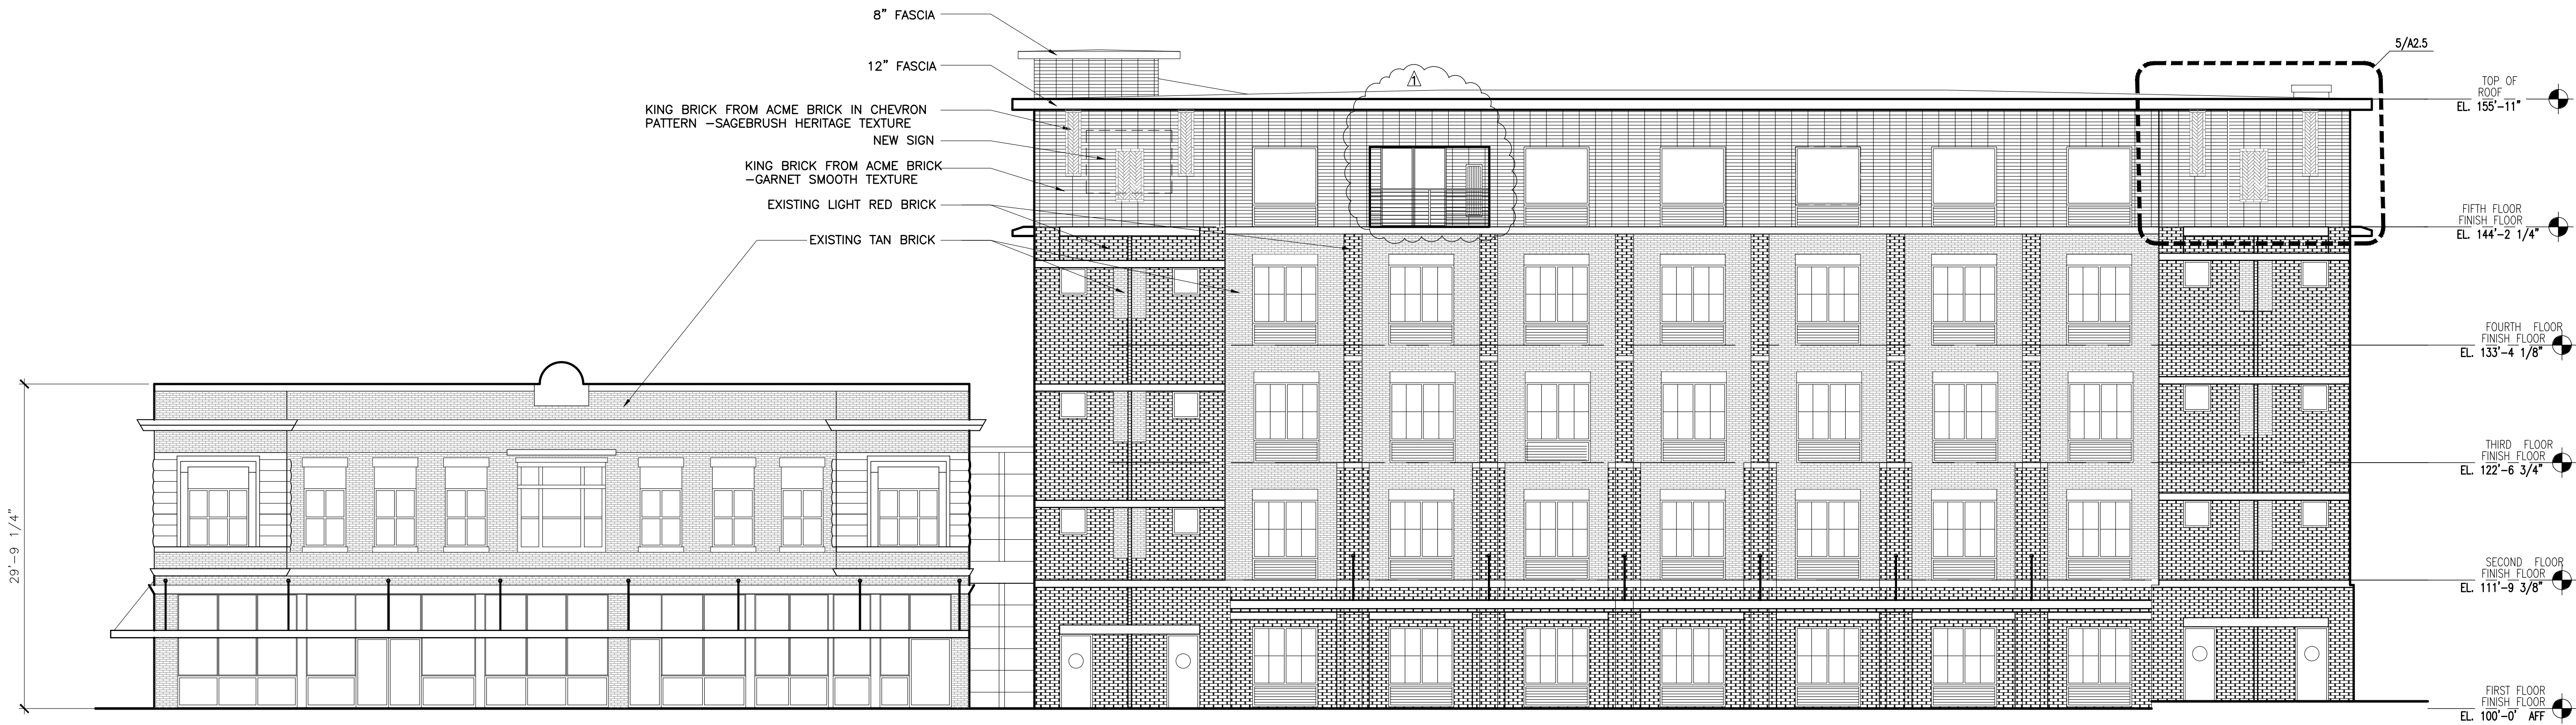 8" FASCIA
12" FASCIA
KING BRICK FROM ACME BRICK IN CHEVRON
PATTERN -SAGEBRUSH HERITAGE TEXTURE
NEW SIGN
KING BRICK FROM ACME BRICK
-GARNET SMOOTH TEXTURE
EXISTING LIGHT RED BRICK
EXISTING TAN BRICK
1
5/A2.5
TOP OF
ROOF
EL. 155'-11"
FIFTH FLOOR
FINISH FLOOR
EL. 144'-2 1/4"
FOURTH FLOOR
FINISH FLOOR
EL. 133'-4 1/8"
THIRD FLOOR
FINISH FLOOR
EL. 122'-6 3/4"
SECOND FLOOR
FINISH FLOOR
EL. 111'-9 3/8"
FIRST FLOOR
FINISH FLOOR
EL. 100'-0' AFF
29'-9 1/4"